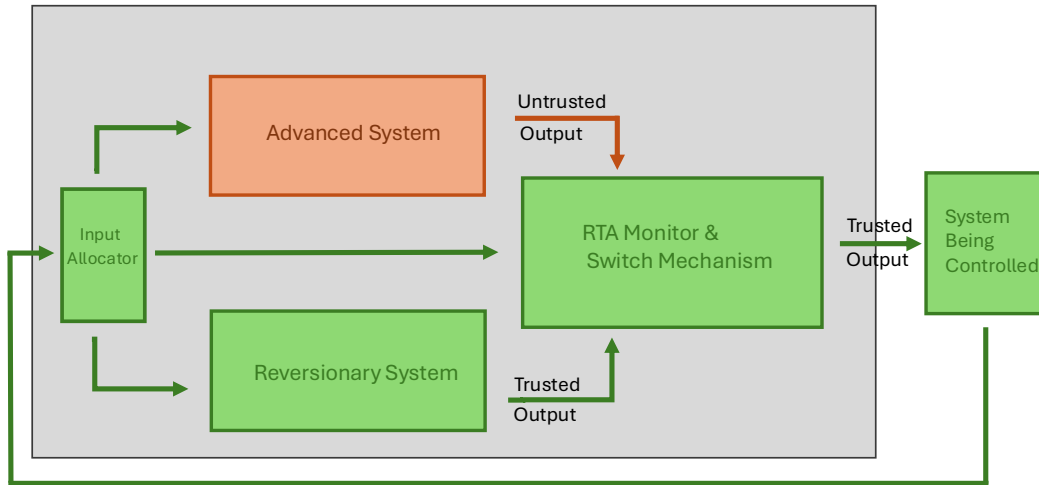 Advanced System
Untrusted
Output
Input
Allocator
RTA Monitor &
Switch Mechanism
Trusted
Output
System
Being
Controlled
Reversionary System
Trusted
Output